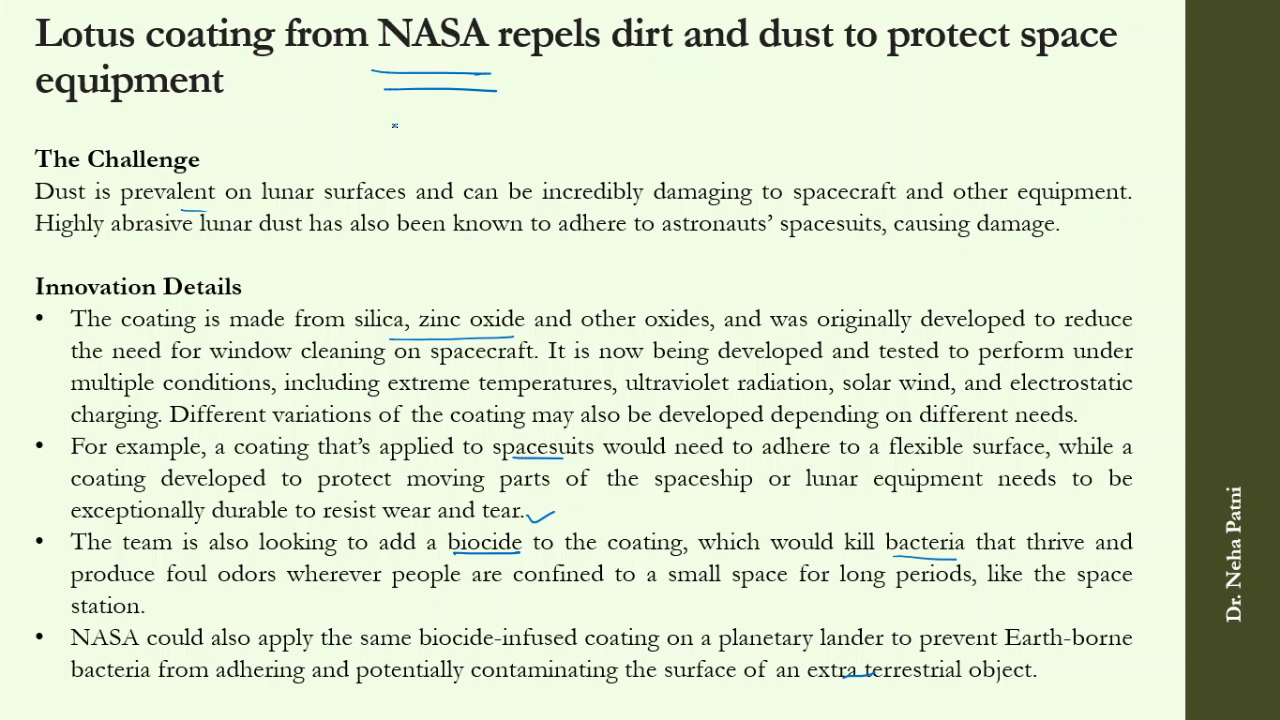 Lotus coating from NASA repels dirt and dust to protect space
equipment
The Challenge
Dust is prevalent on lunar surfaces and can be incredibly damaging to spacecraft and other equipment.
Highly abrasive lunar dust has also been known to adhere to astronauts’ spacesuits, causing damage.
Innovation Details
• The coating is made from silica, zinc oxide and other oxides, and was originally developed to reduce
the need for window cleaning on spacecraft. It is now being developed and tested to perform under
multiple conditions, including extreme temperatures, ultraviolet radiation, solar wind, and electrostatic
charging. Different variations of the coating may also be developed depending on different needs.
• For example, a coating that’s applied to spacesuits would need to adhere to a flexible surface, while a
coating developed to protect moving parts of the spaceship or lunar equipment needs to be
exceptionally durable to resist wear and tear.
• The team is also looking to add a biocide to the coating, which would kill bacteria that thrive and
produce foul odors wherever people are confined to a small space for long periods, like the space
station.
• NASA could also apply the same biocide-infused coating on a planetary lander to prevent Earth-borne
bacteria from adhering and potentially contaminating the surface of an extra terrestrial object.
Dr. Neha Patni